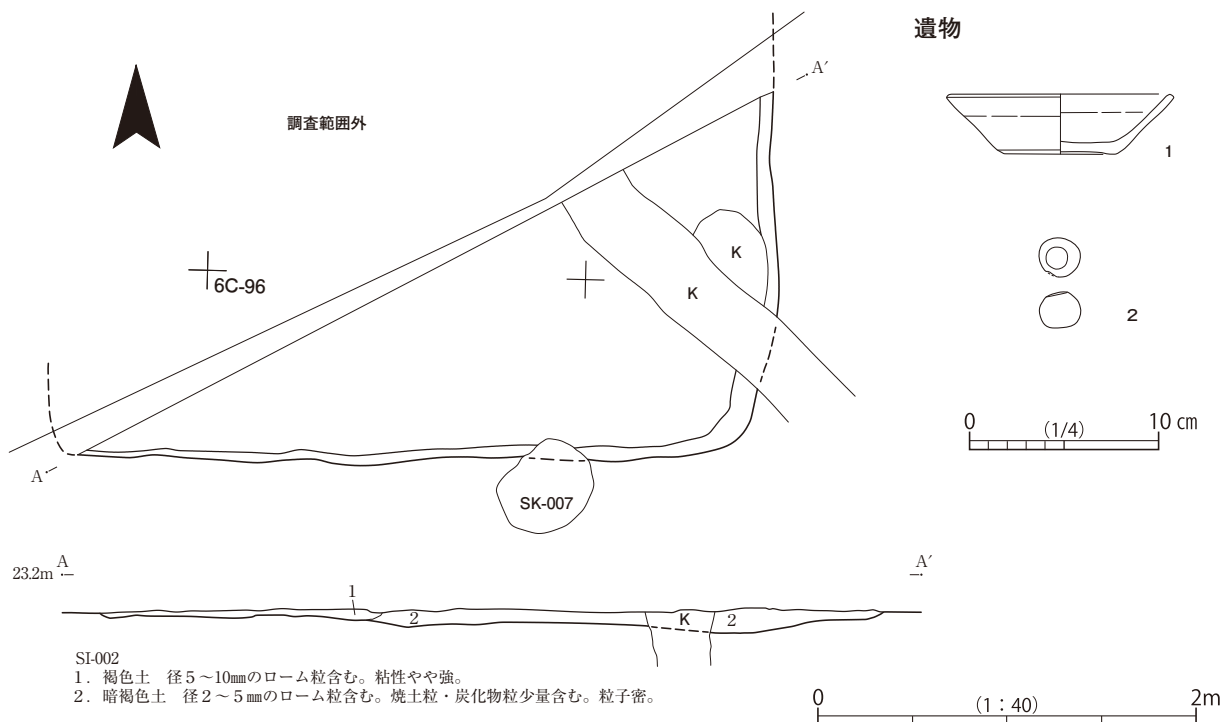 遺物
A′
調査範囲外
1
K
6C-96
K
2
0 (1/4) 10 cm
A
SK-007
23.2m A A′
1
2 K 2
SI-002
1．褐色土　径５～10㎜のローム粒含む。粘性やや強。
2．暗褐色土　径２～５㎜のローム粒含む。焼土粒・炭化物粒少量含む。粒子密。
0 (1：40) 2m